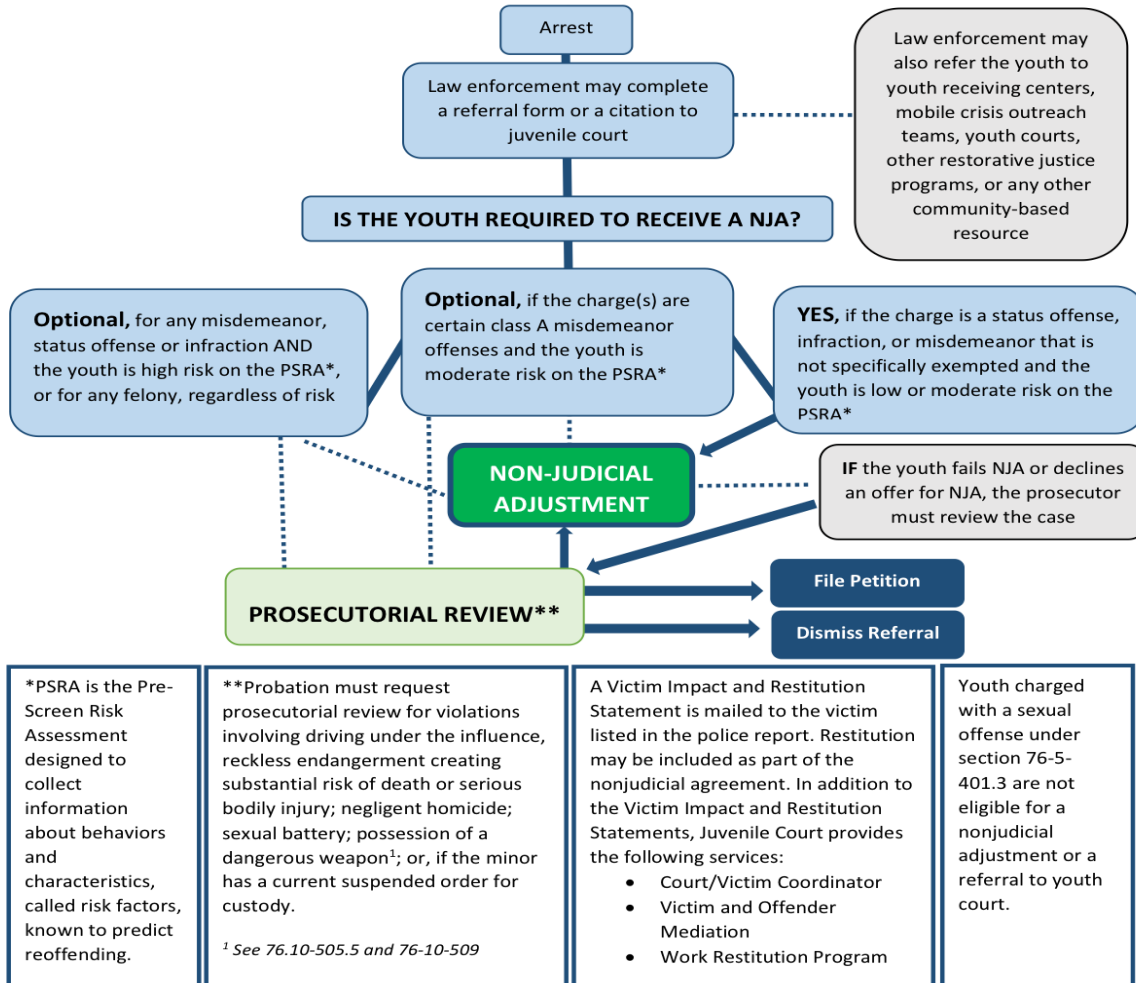 Arrest
Law enforcement may complete
a referral form or a citation to
juvenile court
Law enforcement may
also refer the youth to
youth receiving centers,
mobile crisis outreach
teams, youth courts,
other restorative justice
programs, or any other
community-based
resource
IS THE YOUTH REQUIRED TO RECEIVE A NJA?
Optional, for any misdemeanor,
status offense or infraction AND
the youth is high risk on the PSRA*,
or for any felony, regardless of risk
Optional, if the charge(s) are
certain class A misdemeanor
offenses and the youth is
moderate risk on the PSRA*
YES, if the charge is a status offense,
infraction, or misdemeanor that is
not specifically exempted and the
youth is low or moderate risk on the
PSRA*
NON-JUDICIAL
ADJUSTMENT
IF the youth fails NJA or declines
an offer for NJA, the prosecutor
must review the case
PROSECUTORIAL REVIEW**
File Petition
Dismiss Referral
*PSRA is the Pre-
Screen Risk
Assessment
designed to
collect
information
about behaviors
and
characteristics,
called risk factors,
known to predict
reoffending.
**Probation must request
prosecutorial review for violations
involving driving under the influence,
reckless endangerment creating
substantial risk of death or serious
bodily injury; negligent homicide;
sexual battery; possession of a
dangerous weapon¹; or, if the minor
has a current suspended order for
custody.
¹ See 76.10-505.5 and 76-10-509
A Victim Impact and Restitution
Statement is mailed to the victim
listed in the police report. Restitution
may be included as part of the
nonjudicial agreement. In addition to
the Victim Impact and Restitution
Statements, Juvenile Court provides
the following services:
• Court/Victim Coordinator
• Victim and Offender
Mediation
• Work Restitution Program
Youth charged
with a sexual
offense under
section 76-5-
401.3 are not
eligible for a
nonjudicial
adjustment or a
referral to youth
court.